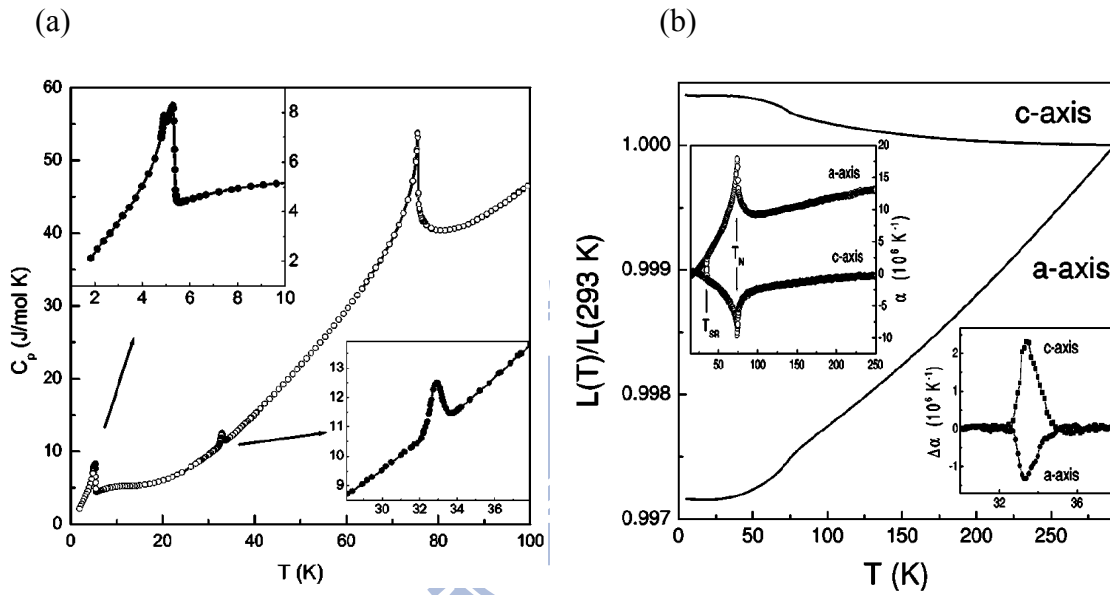 (a)
(b)
C_p (J/mol K)
60
50
40
30
20
10
0
0 20 40 60 80 100
T (K)
8
6
4
2
2 4 6 8 10
13
12
11
10
9
30 32 34 36
L(T)/L(293 K)
1.000
0.999
0.998
0.997
0 50 100 150 200 250
T (K)
c-axis
a-axis
a-axis
c-axis
T_N
T_SR
20
15
10
5
0
-5
-10
α (10⁶ K⁻¹)
50 100 150 200 250
2
1
0
-1
Δα (10⁶ K⁻¹)
c-axis
a-axis
32 36